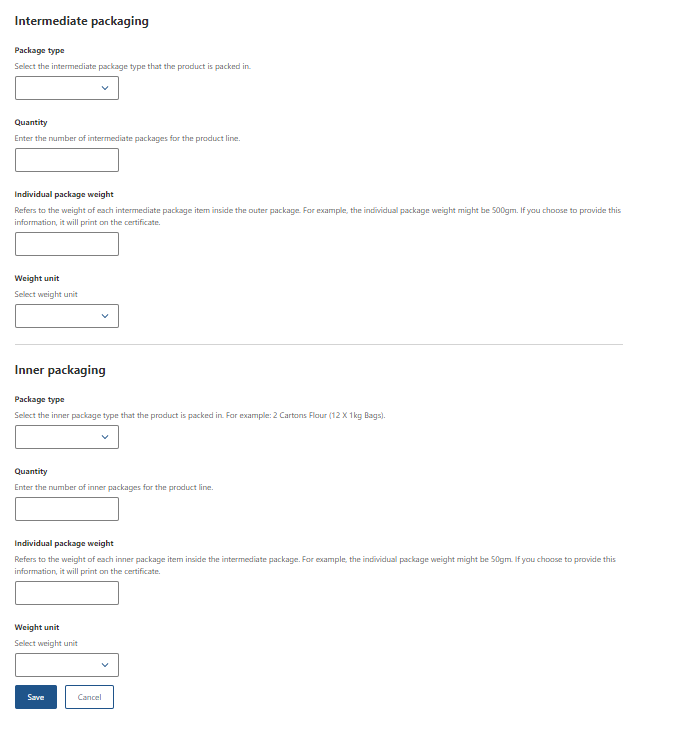 Intermediate packaging
Package type
Select the intermediate package type that the product is packed in.
Quantity
Enter the number of intermediate packages for the product line.
Individual package weight
Refers to the weight of each intermediate package item inside the outer package. For example, the individual package weight might be 500gm. If you choose to provide this
information, it will print on the certificate.
Weight unit
Select weight unit
Inner packaging
Package type
Select the inner package type that the product is packed in. For example: 2 Cartons Flour (12 X 1kg Bags).
Quantity
Enter the number of inner packages for the product line.
Individual package weight
Refers to the weight of each inner package item inside the intermediate package. For example, the individual package weight might be 50gm. If you choose to provide this
information, it will print on the certificate.
Weight unit
Select weight unit
Save Cancel